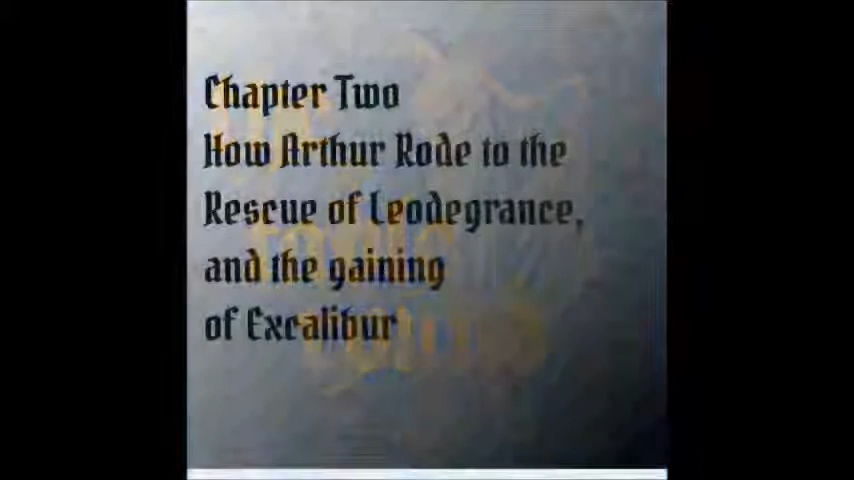 Chapter Two
How Arthur Rode to the
Rescue of Leodegrance,
and the gaining
of Excalibur